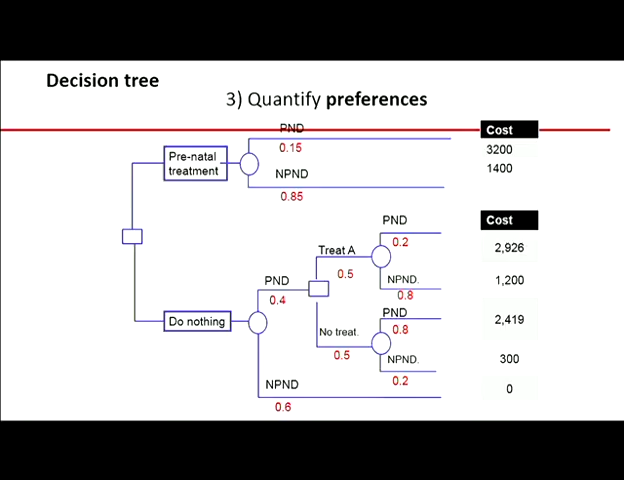 Decision tree
3) Quantify preferences
PND
0.15
Cost
3200
1400
Pre-natal
treatment
NPND
0.85
Cost
PND
0.2
2,926
Treat A
0.5
NPND.
0.8
1,200
PND
0.4
PND
0.8
2,419
Do nothing
No treat.
0.5
NPND.
0.2
300
NPND
0.6
0